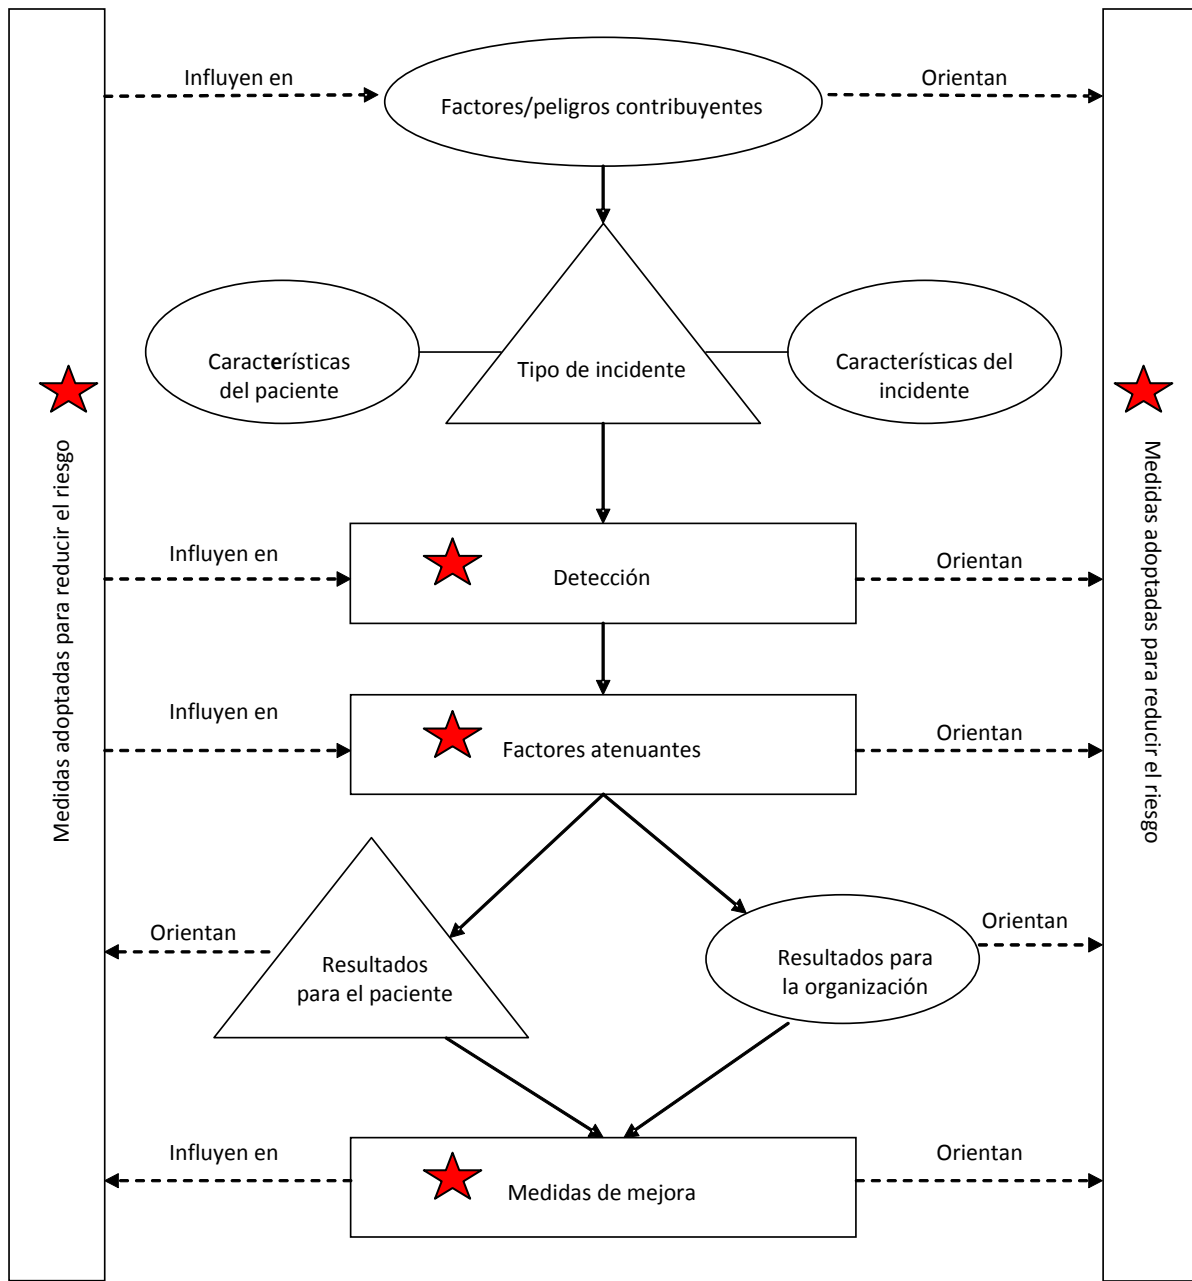 Influyen en
Orientan
Factores/peligros contribuyentes
Características
del paciente
Tipo de incidente
Características del
incidente
Medidas adoptadas para reducir el riesgo
Medidas adoptadas para reducir el riesgo
Influyen en
Detección
Orientan
Influyen en
Factores atenuantes
Orientan
Orientan
Resultados
para el paciente
Resultados para
la organización
Orientan
Influyen en
Medidas de mejora
Orientan